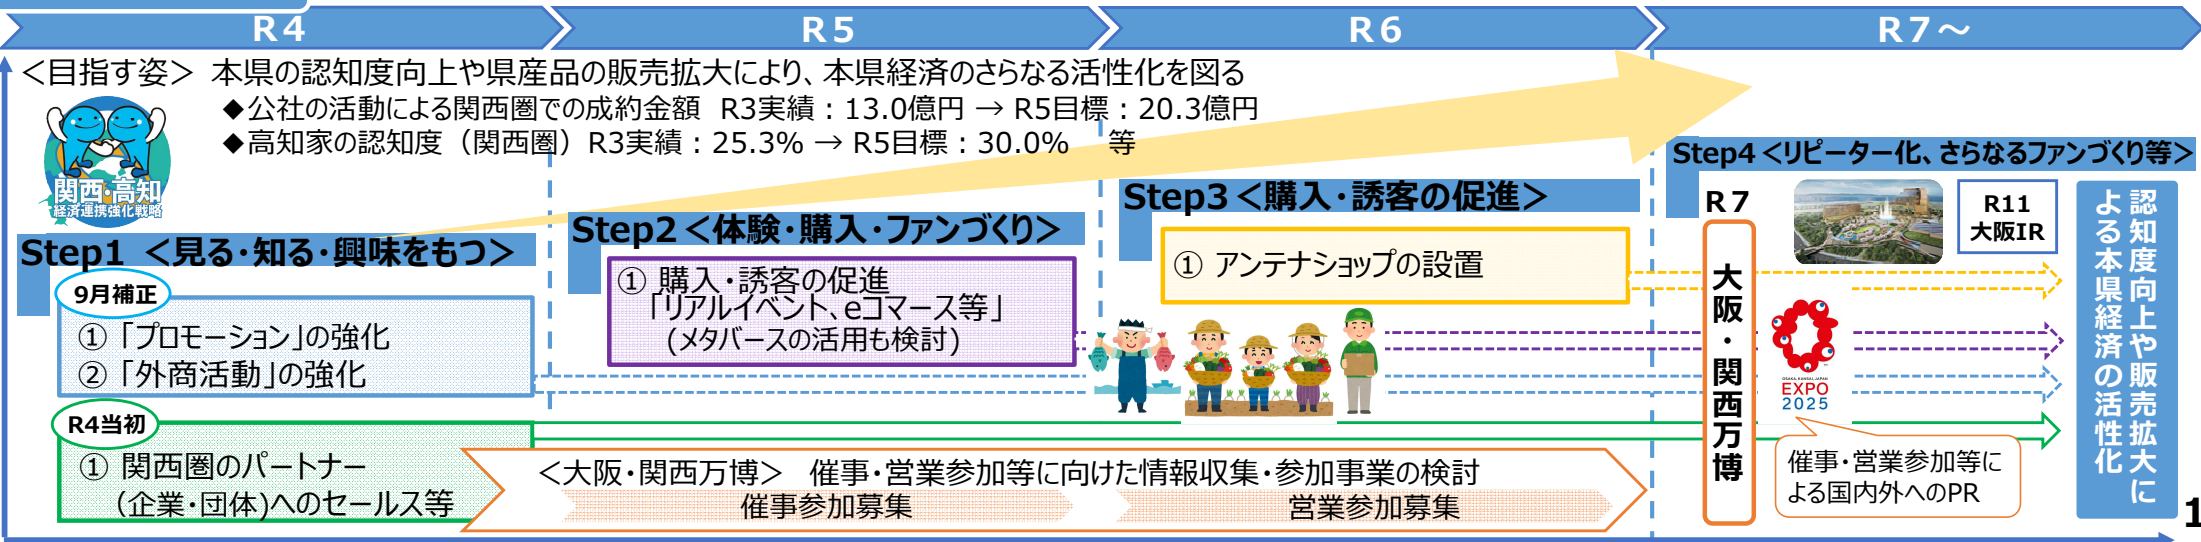 R4
R5
R6
R7～
＜目指す姿＞ 本県の認知度向上や県産品の販売拡大により、本県経済のさらなる活性化を図る
◆公社の活動による関西圏での成約金額 R3実績：13.0億円 → R5目標：20.3億円
◆高知家の認知度（関西圏）R3実績：25.3% → R5目標：30.0% 等
関西・高知
経済連携強化戦略
Step1 ＜見る・知る・興味をもつ＞
9月補正
① 「プロモーション」の強化
② 「外商活動」の強化
R4当初
① 関西圏のパートナー
（企業・団体)へのセールス等
Step2＜体験・購入・ファンづくり＞
① 購入・誘客の促進
「リアルイベント、eコマース等」
(メタバースの活用も検討)
Step3＜購入・誘客の促進＞
① アンテナショップの設置
＜大阪・関西万博＞ 催事・営業参加等に向けた情報収集・参加事業の検討
催事参加募集
営業参加募集
Step4＜リピーター化、さらなるファンづくり等＞
R7
大阪・関西万博
R11
大阪IR
OSAKA, KANSAI, JAPAN
EXPO
2025
催事・営業参加等に
よる国内外へのPR
認知度向上や販売拡大に
よる本県経済の活性化
1